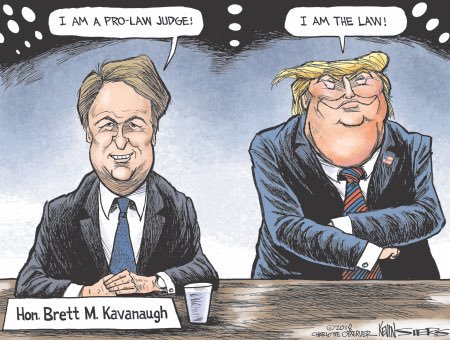 I AM A PRO-LAW JUDGE!
I AM THE LAW!
Hon. Brett M. Kavanaugh
©2018
CHARLOTTE OBSERVER
KEVIN SIERS